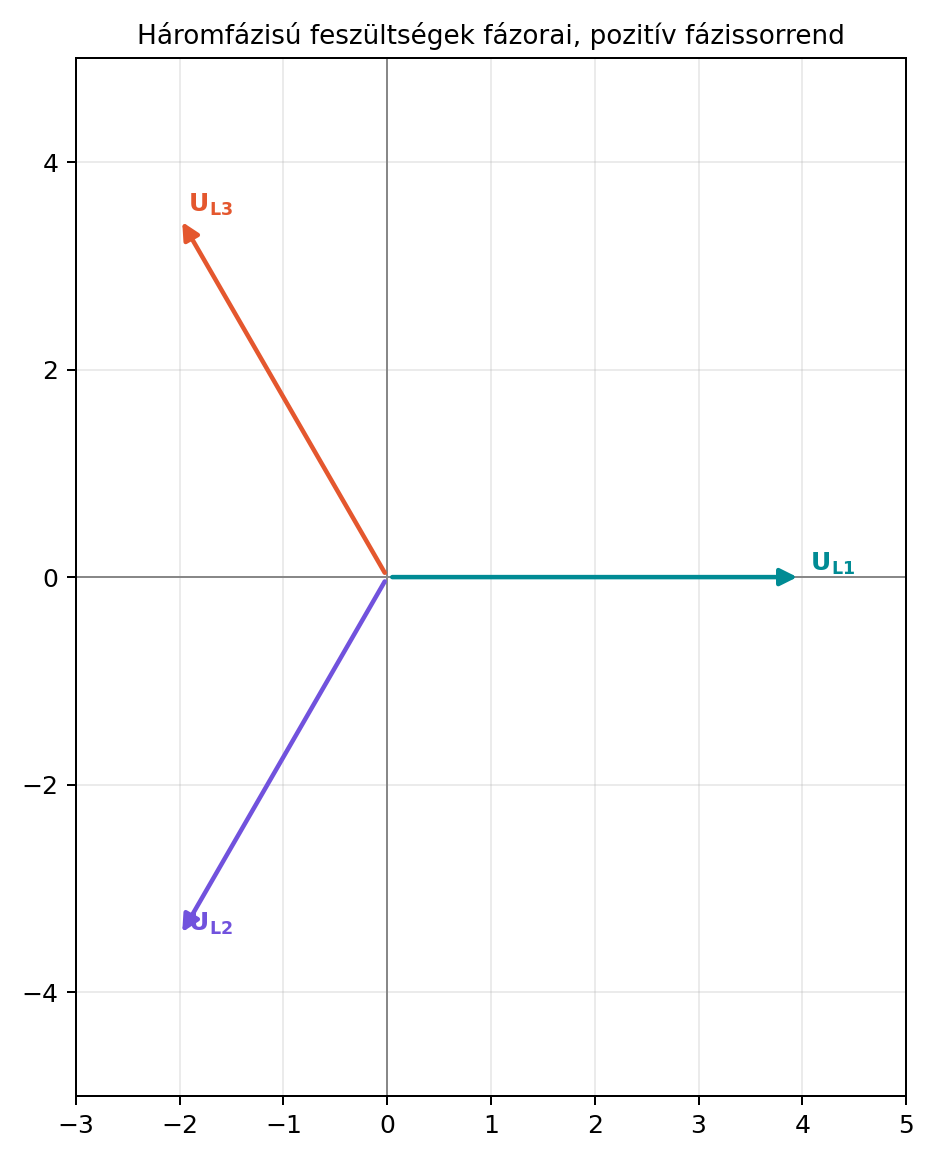 Háromfázisú feszültségek fázorai, pozitív fázissorrend
4
U_L3
2
0
U_L1
−2
U_L2
−4
−3 −2 −1 0 1 2 3 4 5